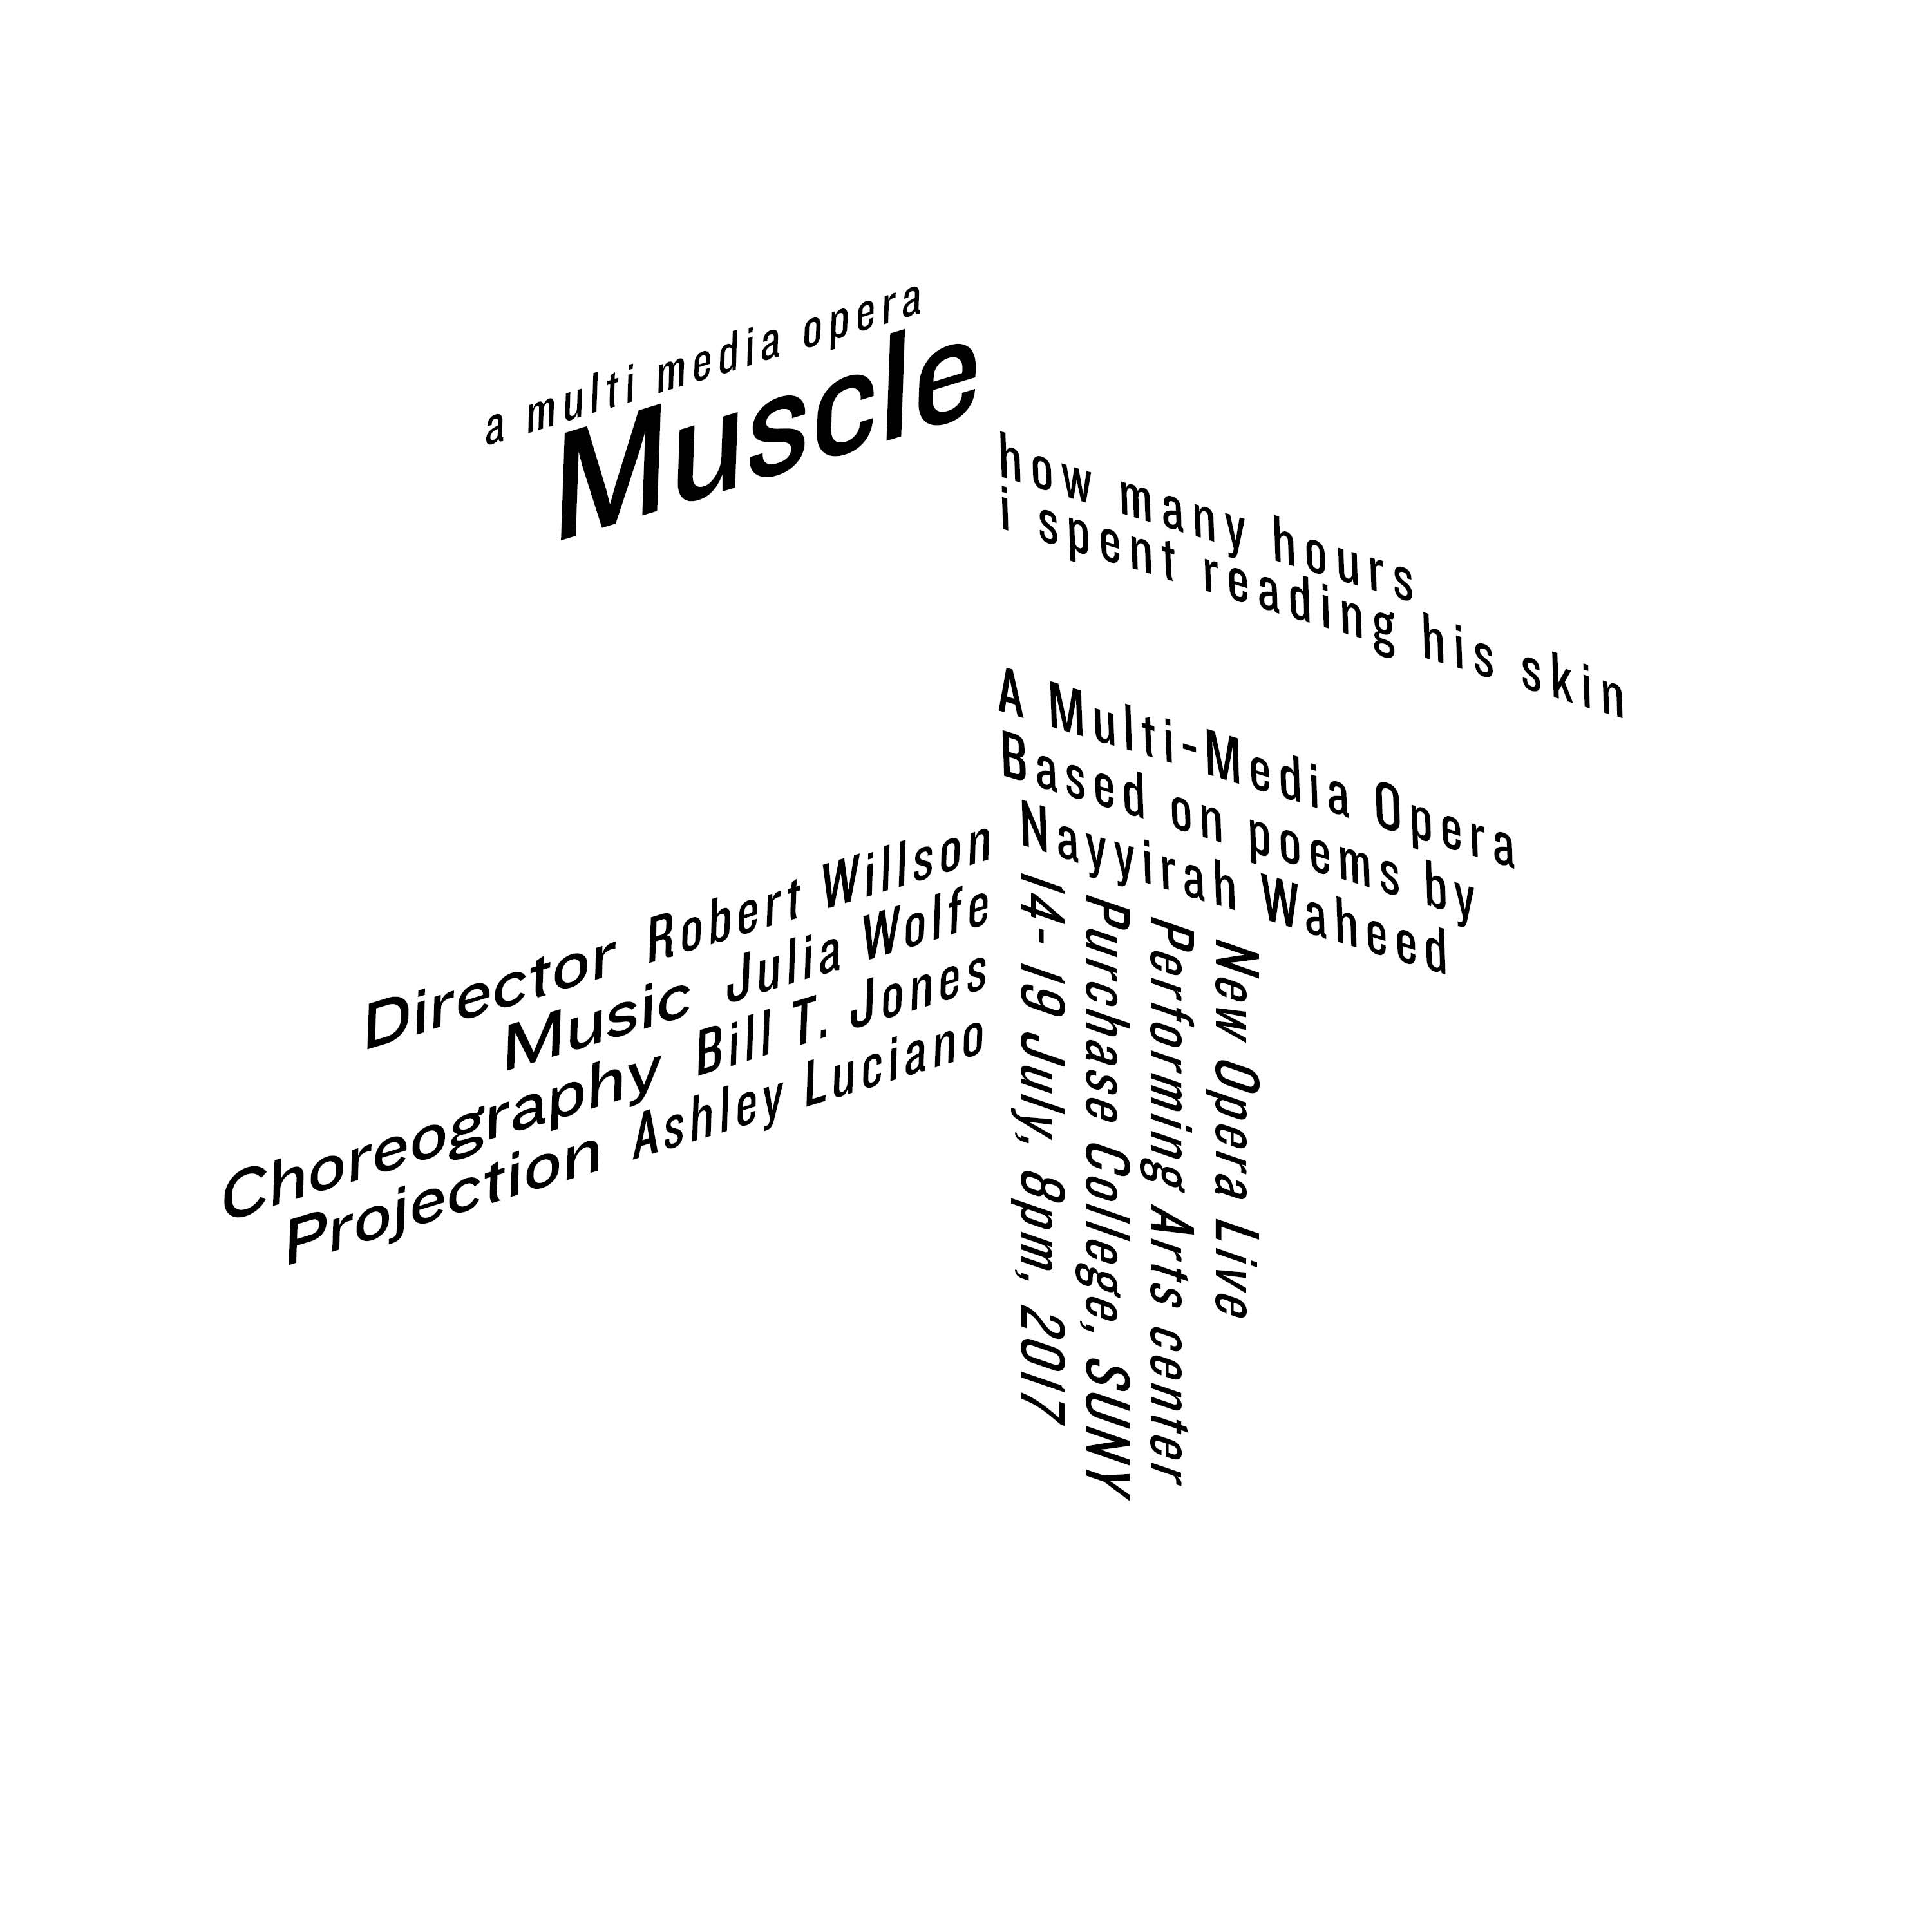 a multi media opera
Muscle
how many hours
i spent reading his skin
A Multi-Media Opera
Based on poems by
Nayyirah Waheed
Director Robert Willson
Music Julia Wolfe
Choreography Bill T. Jones
Projection Ashley Luciano
New Opera Live
Performing Arts center
Purchase College, SUNY
14- 19 July, 8pm, 2017